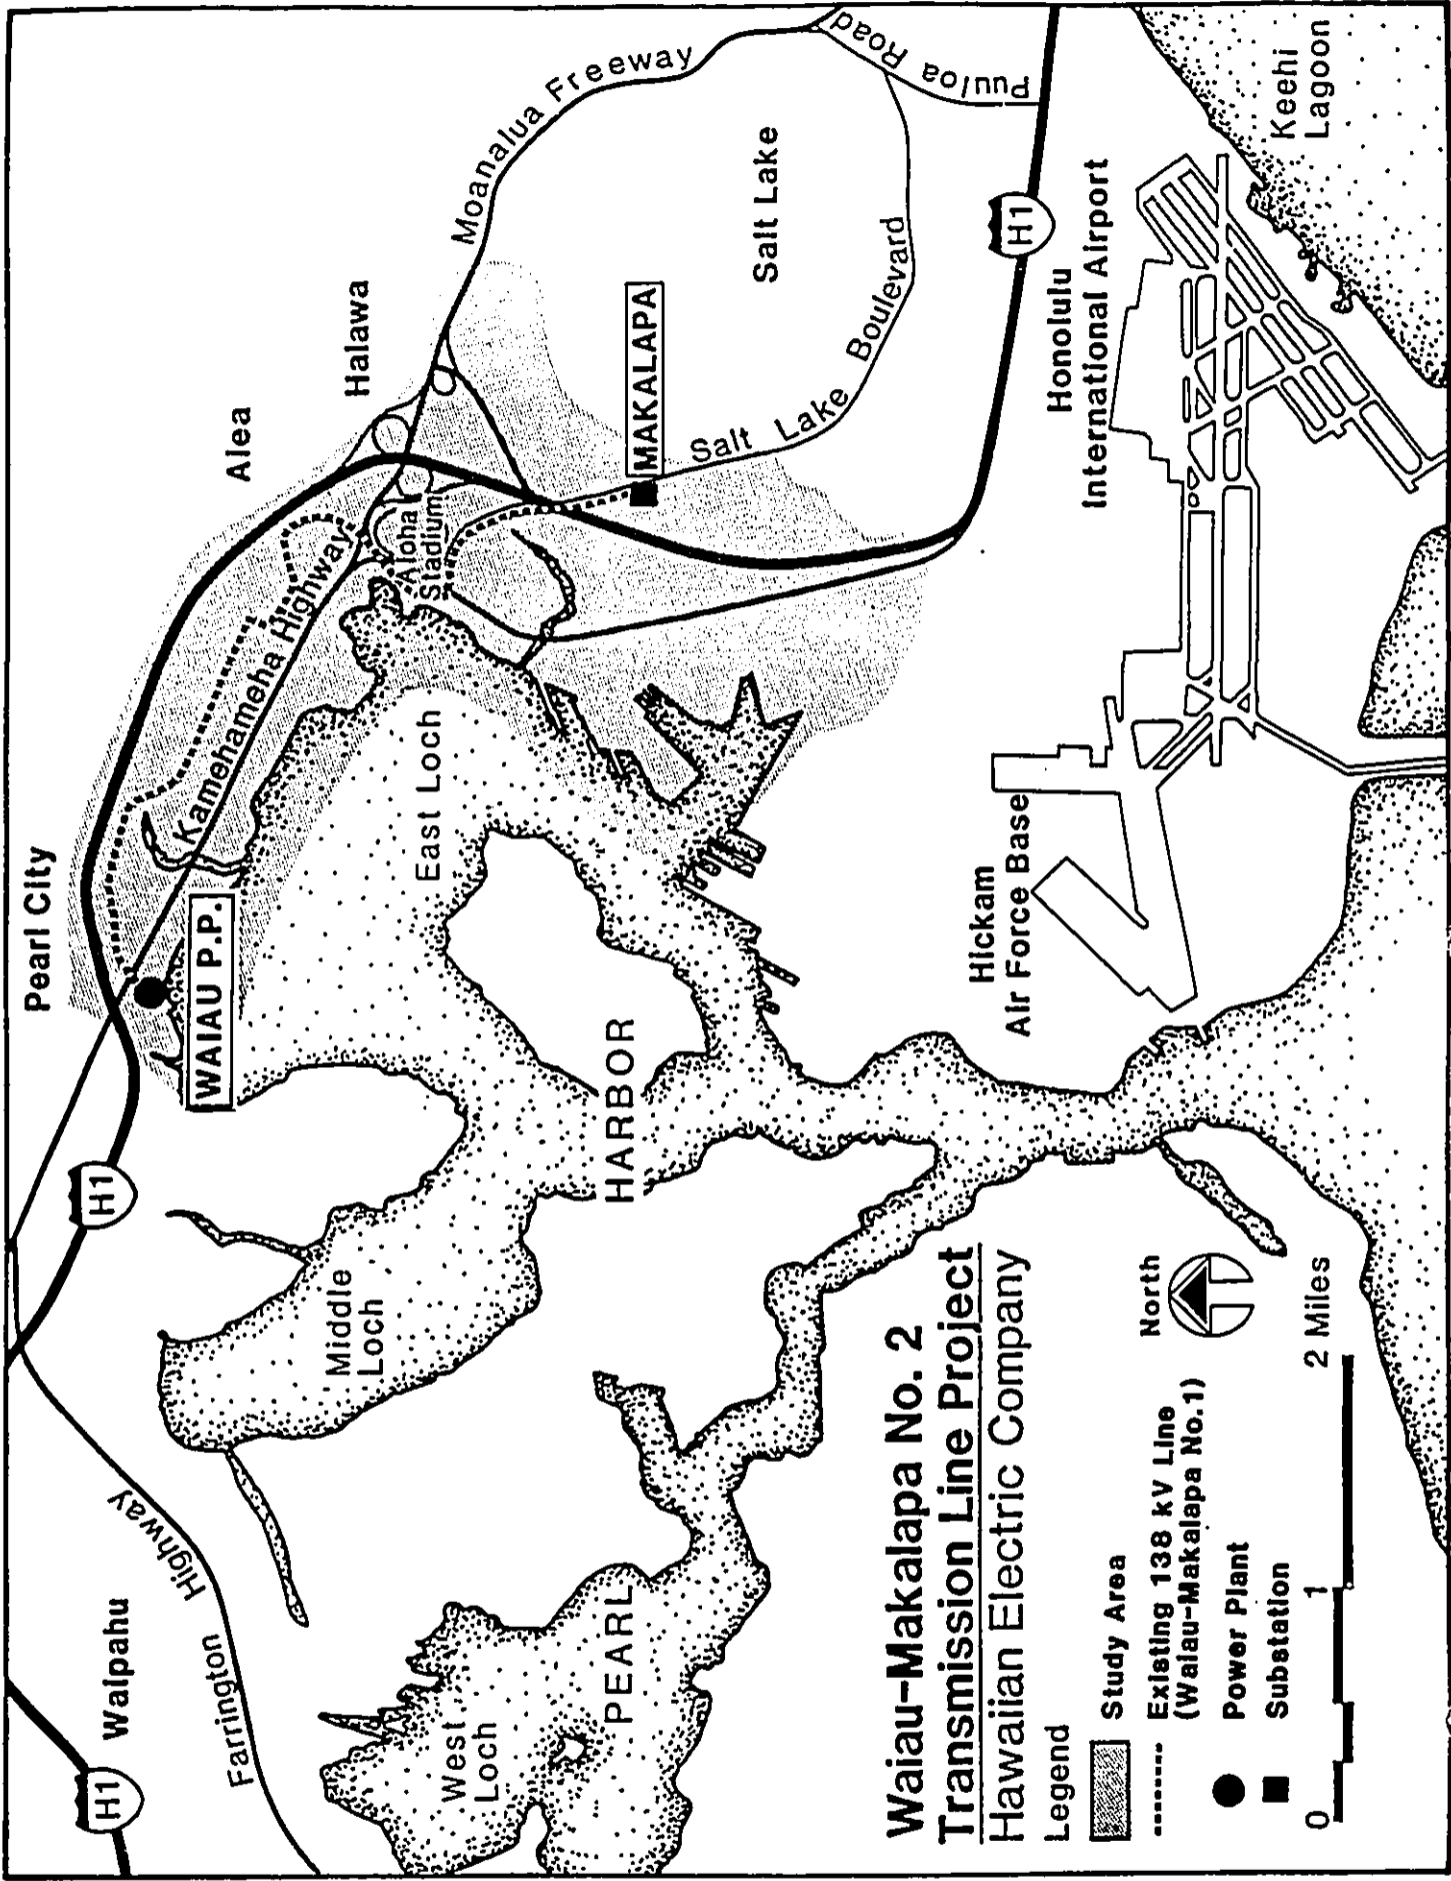 Pearl City
Alea
Halawa
Moanalua Freeway
Puuloa Road
Salt Lake
Salt Lake Boulevard
MAKALAPA
H1
Keehi
Lagoon
Honolulu
International Airport
Kamehameha Highway
Aloha
Stadium
WAIAU P.P.
East Loch
Hickam
Air Force Base
H1
Middle
Loch
PEARL HARBOR
West
Loch
Waipahu
Farrington Highway
H1
Waiau-Makalapa No. 2
Transmission Line Project
Hawaiian Electric Company
Legend
Study Area
Existing 138 kV Line
(Waiau-Makalapa No.1)
Power Plant
Substation
North
0 1 2 Miles